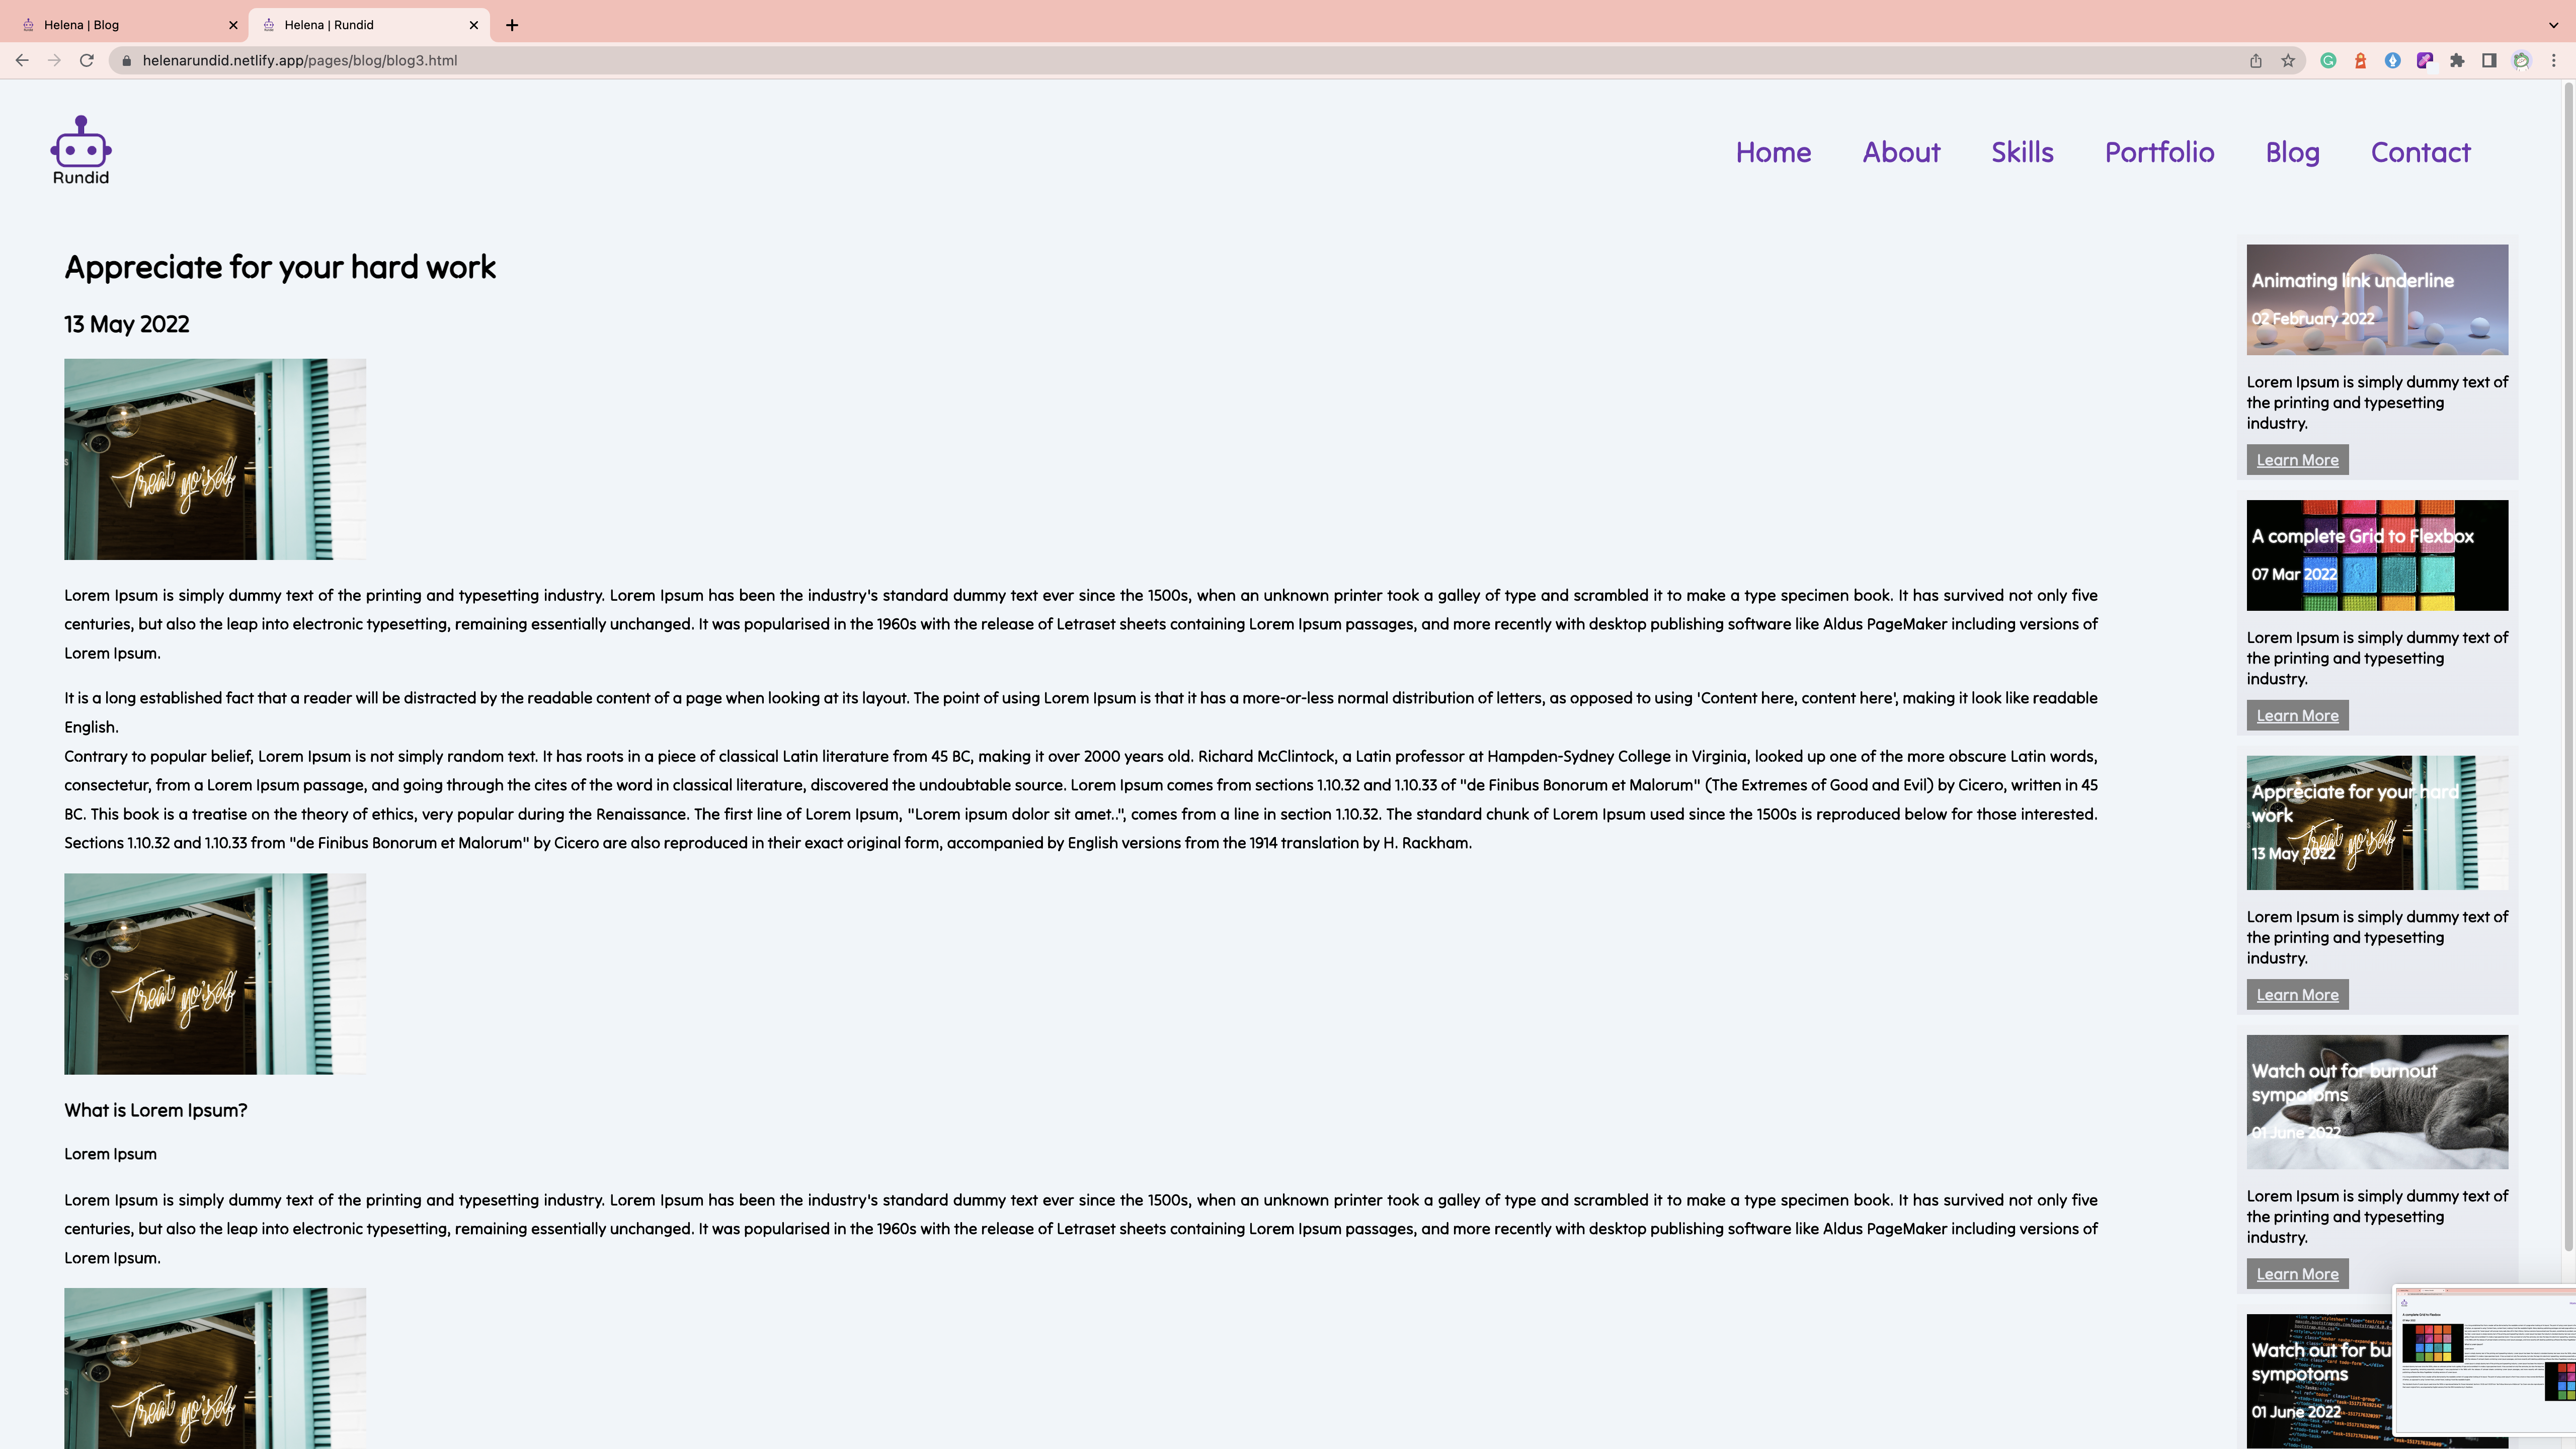 Helena | Blog
Helena | Rundid
helenarundid.netlify.app/pages/blog/blog3.html
Rundid
Home About Skills Portfolio Blog Contact
Appreciate for your hard work
13 May 2022
Treat yo'self
Lorem Ipsum is simply dummy text of the printing and typesetting industry. Lorem Ipsum has been the industry's standard dummy text ever since the 1500s, when an unknown printer took a galley of type and scrambled it to make a type specimen book. It has survived not only five
centuries, but also the leap into electronic typesetting, remaining essentially unchanged. It was popularised in the 1960s with the release of Letraset sheets containing Lorem Ipsum passages, and more recently with desktop publishing software like Aldus PageMaker including versions of
Lorem Ipsum.
It is a long established fact that a reader will be distracted by the readable content of a page when looking at its layout. The point of using Lorem Ipsum is that it has a more-or-less normal distribution of letters, as opposed to using 'Content here, content here', making it look like readable
English.
Contrary to popular belief, Lorem Ipsum is not simply random text. It has roots in a piece of classical Latin literature from 45 BC, making it over 2000 years old. Richard McClintock, a Latin professor at Hampden-Sydney College in Virginia, looked up one of the more obscure Latin words,
consectetur, from a Lorem Ipsum passage, and going through the cites of the word in classical literature, discovered the undoubtable source. Lorem Ipsum comes from sections 1.10.32 and 1.10.33 of "de Finibus Bonorum et Malorum" (The Extremes of Good and Evil) by Cicero, written in 45
BC. This book is a treatise on the theory of ethics, very popular during the Renaissance. The first line of Lorem Ipsum, "Lorem ipsum dolor sit amet..", comes from a line in section 1.10.32. The standard chunk of Lorem Ipsum used since the 1500s is reproduced below for those interested.
Sections 1.10.32 and 1.10.33 from "de Finibus Bonorum et Malorum" by Cicero are also reproduced in their exact original form, accompanied by English versions from the 1914 translation by H. Rackham.
Treat yo'self
What is Lorem Ipsum?
Lorem Ipsum
Lorem Ipsum is simply dummy text of the printing and typesetting industry. Lorem Ipsum has been the industry's standard dummy text ever since the 1500s, when an unknown printer took a galley of type and scrambled it to make a type specimen book. It has survived not only five
centuries, but also the leap into electronic typesetting, remaining essentially unchanged. It was popularised in the 1960s with the release of Letraset sheets containing Lorem Ipsum passages, and more recently with desktop publishing software like Aldus PageMaker including versions of
Lorem Ipsum.
Treat yo'self
Animating link underline
02 February 2022
Lorem Ipsum is simply dummy text of
the printing and typesetting
industry.
Learn More
A complete Grid to Flexbox
07 Mar 2022
Lorem Ipsum is simply dummy text of
the printing and typesetting
industry.
Learn More
Appreciate for your hard
work
13 May 2022
Treat yo'self
Lorem Ipsum is simply dummy text of
the printing and typesetting
industry.
Learn More
Watch out for burnout
sympotoms
01 June 2022
Lorem Ipsum is simply dummy text of
the printing and typesetting
industry.
Learn More
Watch out for bu
sympotoms
01 June 2022